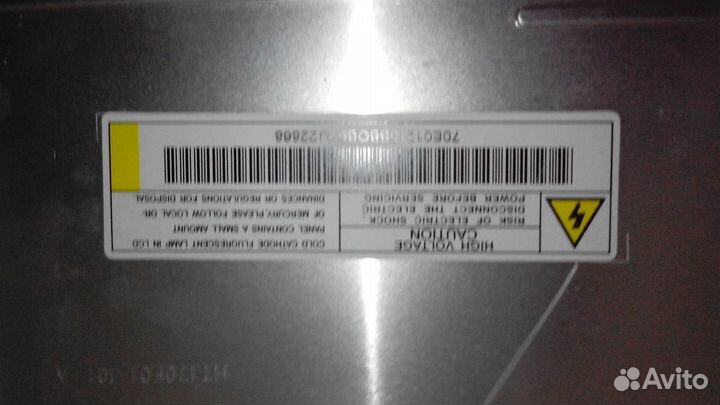 HIGH VOLTAGE
CAUTION
RISK OF ELECTRIC SHOCK
DISCONNECT THE ELECTRIC
POWER BEFORE SERVICING
COLD CATHODE FLUORESCENT LAMP IN LCD
PANEL CONTAINS A SMALL AMOUNT
OF MERCURY,PLEASE FOLLOW LOCAL OR-
DINANCES OR REGULATIONS FOR DISPOSAL
Avito